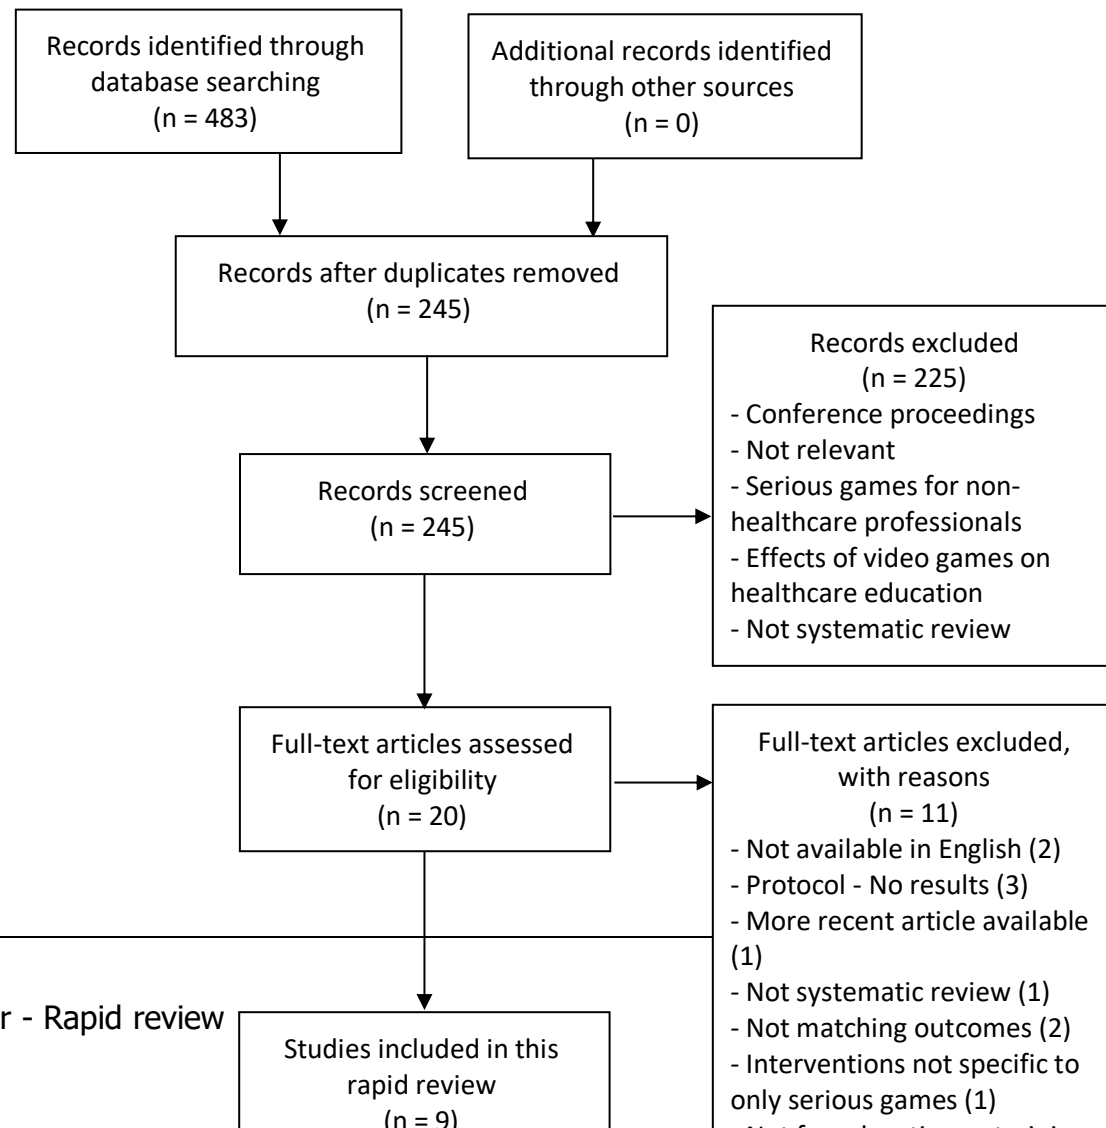 Records identified through
database searching
(n = 483)
Additional records identified
through other sources
(n = 0)
Records after duplicates removed
(n = 245)
Records excluded
(n = 225)
- Conference proceedings
- Not relevant
- Serious games for non-
healthcare professionals
- Effects of video games on
healthcare education
- Not systematic review
Records screened
(n = 245)
Full-text articles assessed
for eligibility
(n = 20)
Full-text articles excluded,
with reasons
(n = 11)
- Not available in English (2)
- Protocol - No results (3)
- More recent article available
(1)
- Not systematic review (1)
- Not matching outcomes (2)
- Interventions not specific to
only serious games (1)
r - Rapid review
Studies included in this
rapid review
(n = 9)